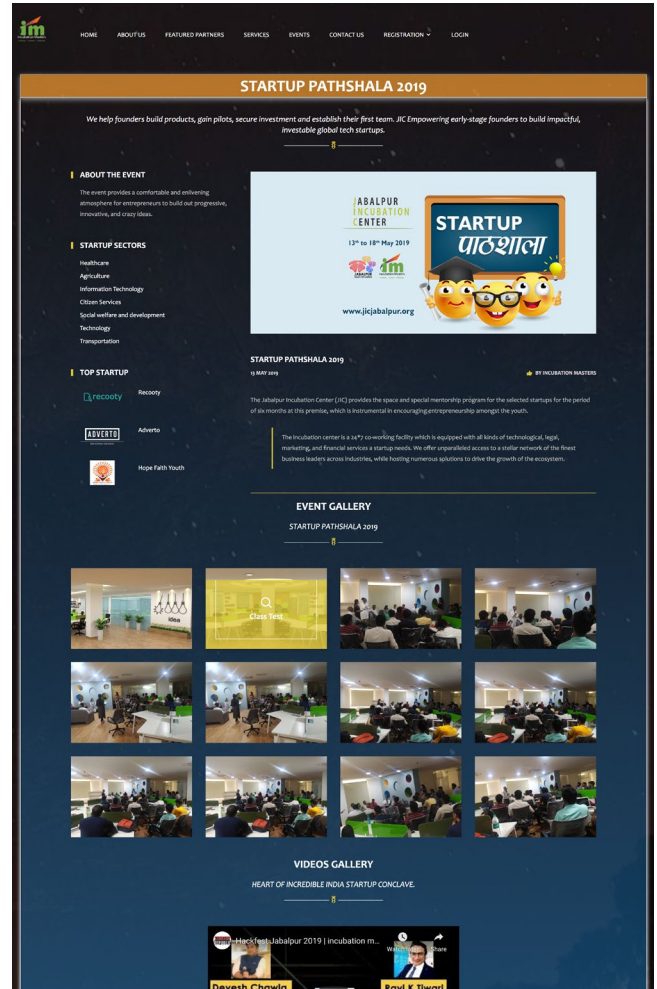 im
HOME ABOUT US FEATURED PARTNERS SERVICES EVENTS CONTACT US REGISTRATION LOGIN
STARTUP PATHSHALA 2019
We help founders build products, gain pilots, secure investment and establish their first team. JIC Empowering early-stage founders to build impactful,
investable global tech startups.
ABOUT THE EVENT
The event provides a comfortable and enlivening
atmosphere for entrepreneurs to build out progressive,
innovative, and crazy ideas.
STARTUP SECTORS
Healthcare
Agriculture
Information Technology
Citizen Services
Social welfare and development
Technology
Transportation
TOP STARTUP
recooty
Recooty
ADVERTO
Adverto
Hope Faith Youth
JABALPUR
INCUBATION
CENTER
13th to 18th May 2019
JABALPUR
im
www.jicjabalpur.org
STARTUP
पाठशाला
STARTUP PATHSHALA 2019
13 MAY 2019
BY INCUBATION MASTERS
The Jabalpur Incubation Center (JIC) provides the space and special mentorship program for the selected startups for the period
of six months at this premise, which is instrumental in encouraging entrepreneurship amongst the youth.
The Incubation center is a 24*7 co-working facility which is equipped with all kinds of technological, legal,
marketing, and financial services a startup needs. We offer unparalleled access to a stellar network of the finest
business leaders across industries, while hosting numerous splutions to drive the growth of the ecosystem.
EVENT GALLERY
STARTUP PATHSHALA 2019
idea
Class Test
VIDEOS GALLERY
HEART OF INCREDIBLE INDIA STARTUP CONCLAVE.
Hackfest Jabalpur 2019 | incubation m...
Share
Devesh Chawla
Ravi K Tiwari